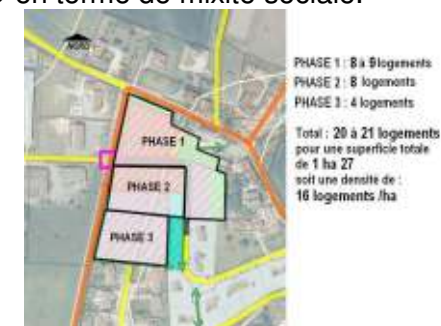 en terme de mixité sociale.
NORD
PHASE 1 : 8 à 9 logements
PHASE 2 : 8 logements
PHASE 3 : 4 logements
Total : 20 à 21 logements
pour une superficie totale
de 1 ha 27
soit une densite de :
16 logements /ha
PHASE 1
PHASE 2
PHASE 3